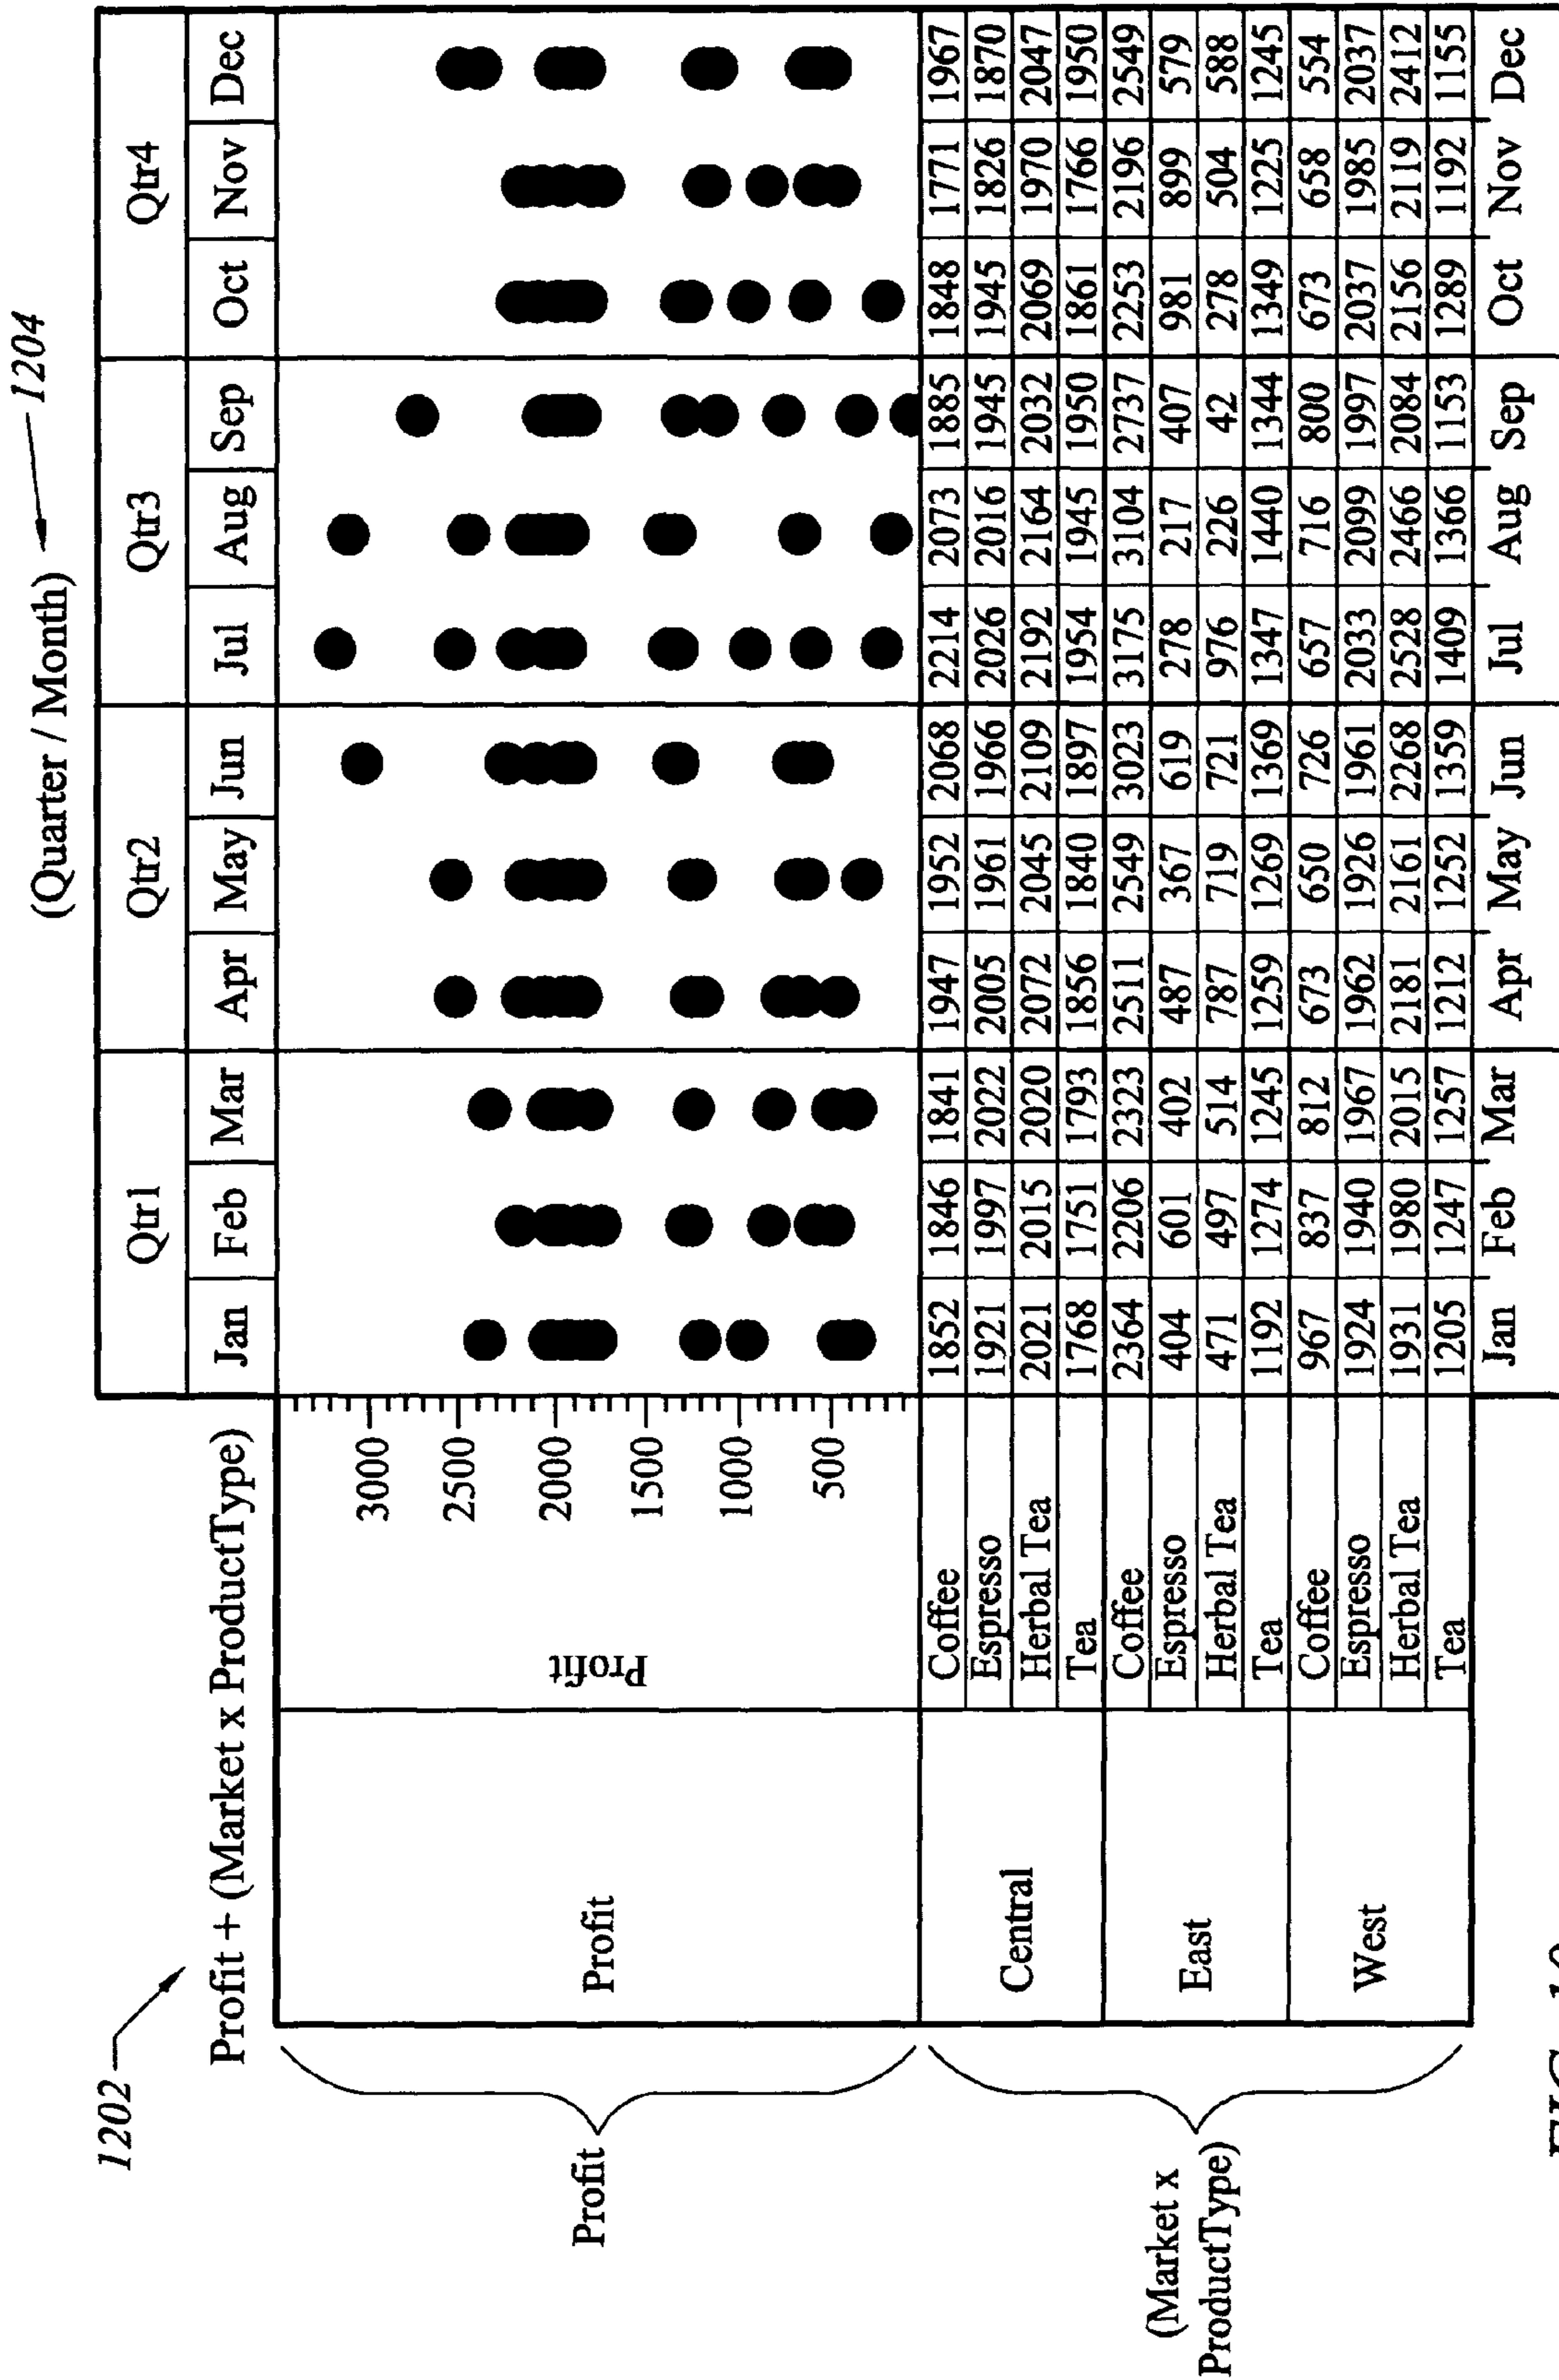 (Quarter / Month) 1204
1202
Profit + (Market x ProductType)
Qtr1 Qtr2 Qtr3 Qtr4
Jan Feb Mar Apr May Jun Jul Aug Sep Oct Nov Dec
Profit
Profit
Profit
3000
2500
2000
1500
1000
500
(Market x
ProductType)
Central
Coffee 1852 1846 1841 1947 1952 2068 2214 2073 1885 1848 1771 1967
Espresso 1921 1997 2022 2005 1961 1966 2026 2016 1945 1945 1826 1870
Herbal Tea 2021 2015 2020 2072 2045 2109 2192 2164 2032 2069 1970 2047
Tea 1768 1751 1793 1856 1840 1897 1954 1945 1950 1861 1766 1950
East
Coffee 2364 2206 2323 2511 2549 3023 3175 3104 2737 2253 2196 2549
Espresso 404 601 402 487 367 619 278 217 407 981 899 579
Herbal Tea 471 497 514 787 719 721 976 226 42 278 504 588
Tea 1192 1274 1245 1259 1269 1369 1347 1440 1344 1349 1225 1245
West
Coffee 967 837 812 673 650 726 657 716 800 673 658 554
Espresso 1924 1940 1967 1962 1926 1961 2033 2099 1997 2037 1985 2037
Herbal Tea 1931 1980 2015 2181 2161 2268 2528 2466 2084 2156 2119 2412
Tea 1205 1247 1257 1212 1252 1359 1409 1366 1153 1289 1192 1155
Jan Feb Mar Apr May Jun Jul Aug Sep Oct Nov Dec